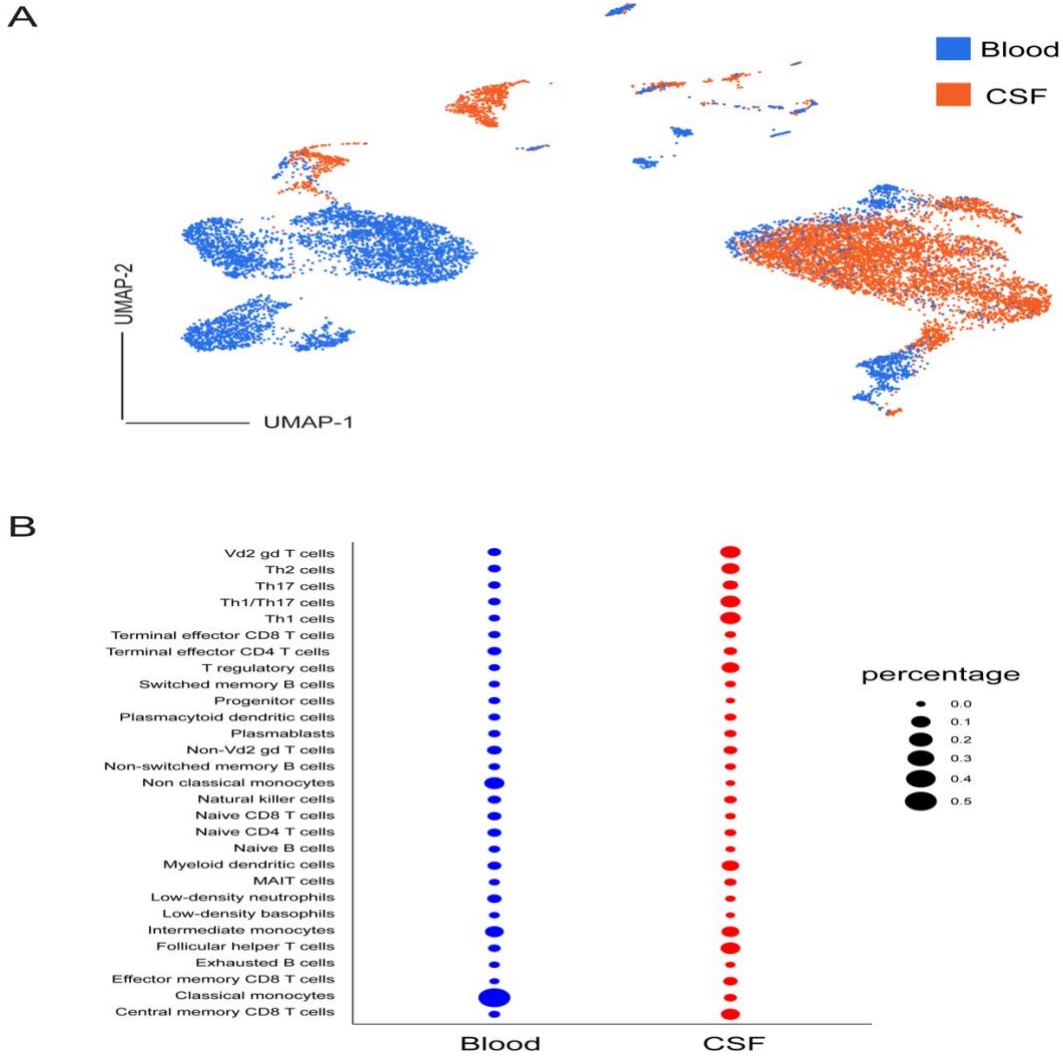 A
Blood
CSF
UMAP-2
UMAP-1
B
Vd2 gd T cells
Th2 cells
Th17 cells
Th1/Th17 cells
Th1 cells
Terminal effector CD8 T cells
Terminal effector CD4 T cells
T regulatory cells
Switched memory B cells
Progenitor cells
Plasmacytoid dendritic cells
Plasmablasts
Non-Vd2 gd T cells
Non-switched memory B cells
Non classical monocytes
Natural killer cells
Naive CD8 T cells
Naive CD4 T cells
Naive B cells
Myeloid dendritic cells
MAIT cells
Low-density neutrophils
Low-density basophils
Intermediate monocytes
Follicular helper T cells
Exhausted B cells
Effector memory CD8 T cells
Classical monocytes
Central memory CD8 T cells
Blood
CSF
percentage
0.0
0.1
0.2
0.3
0.4
0.5